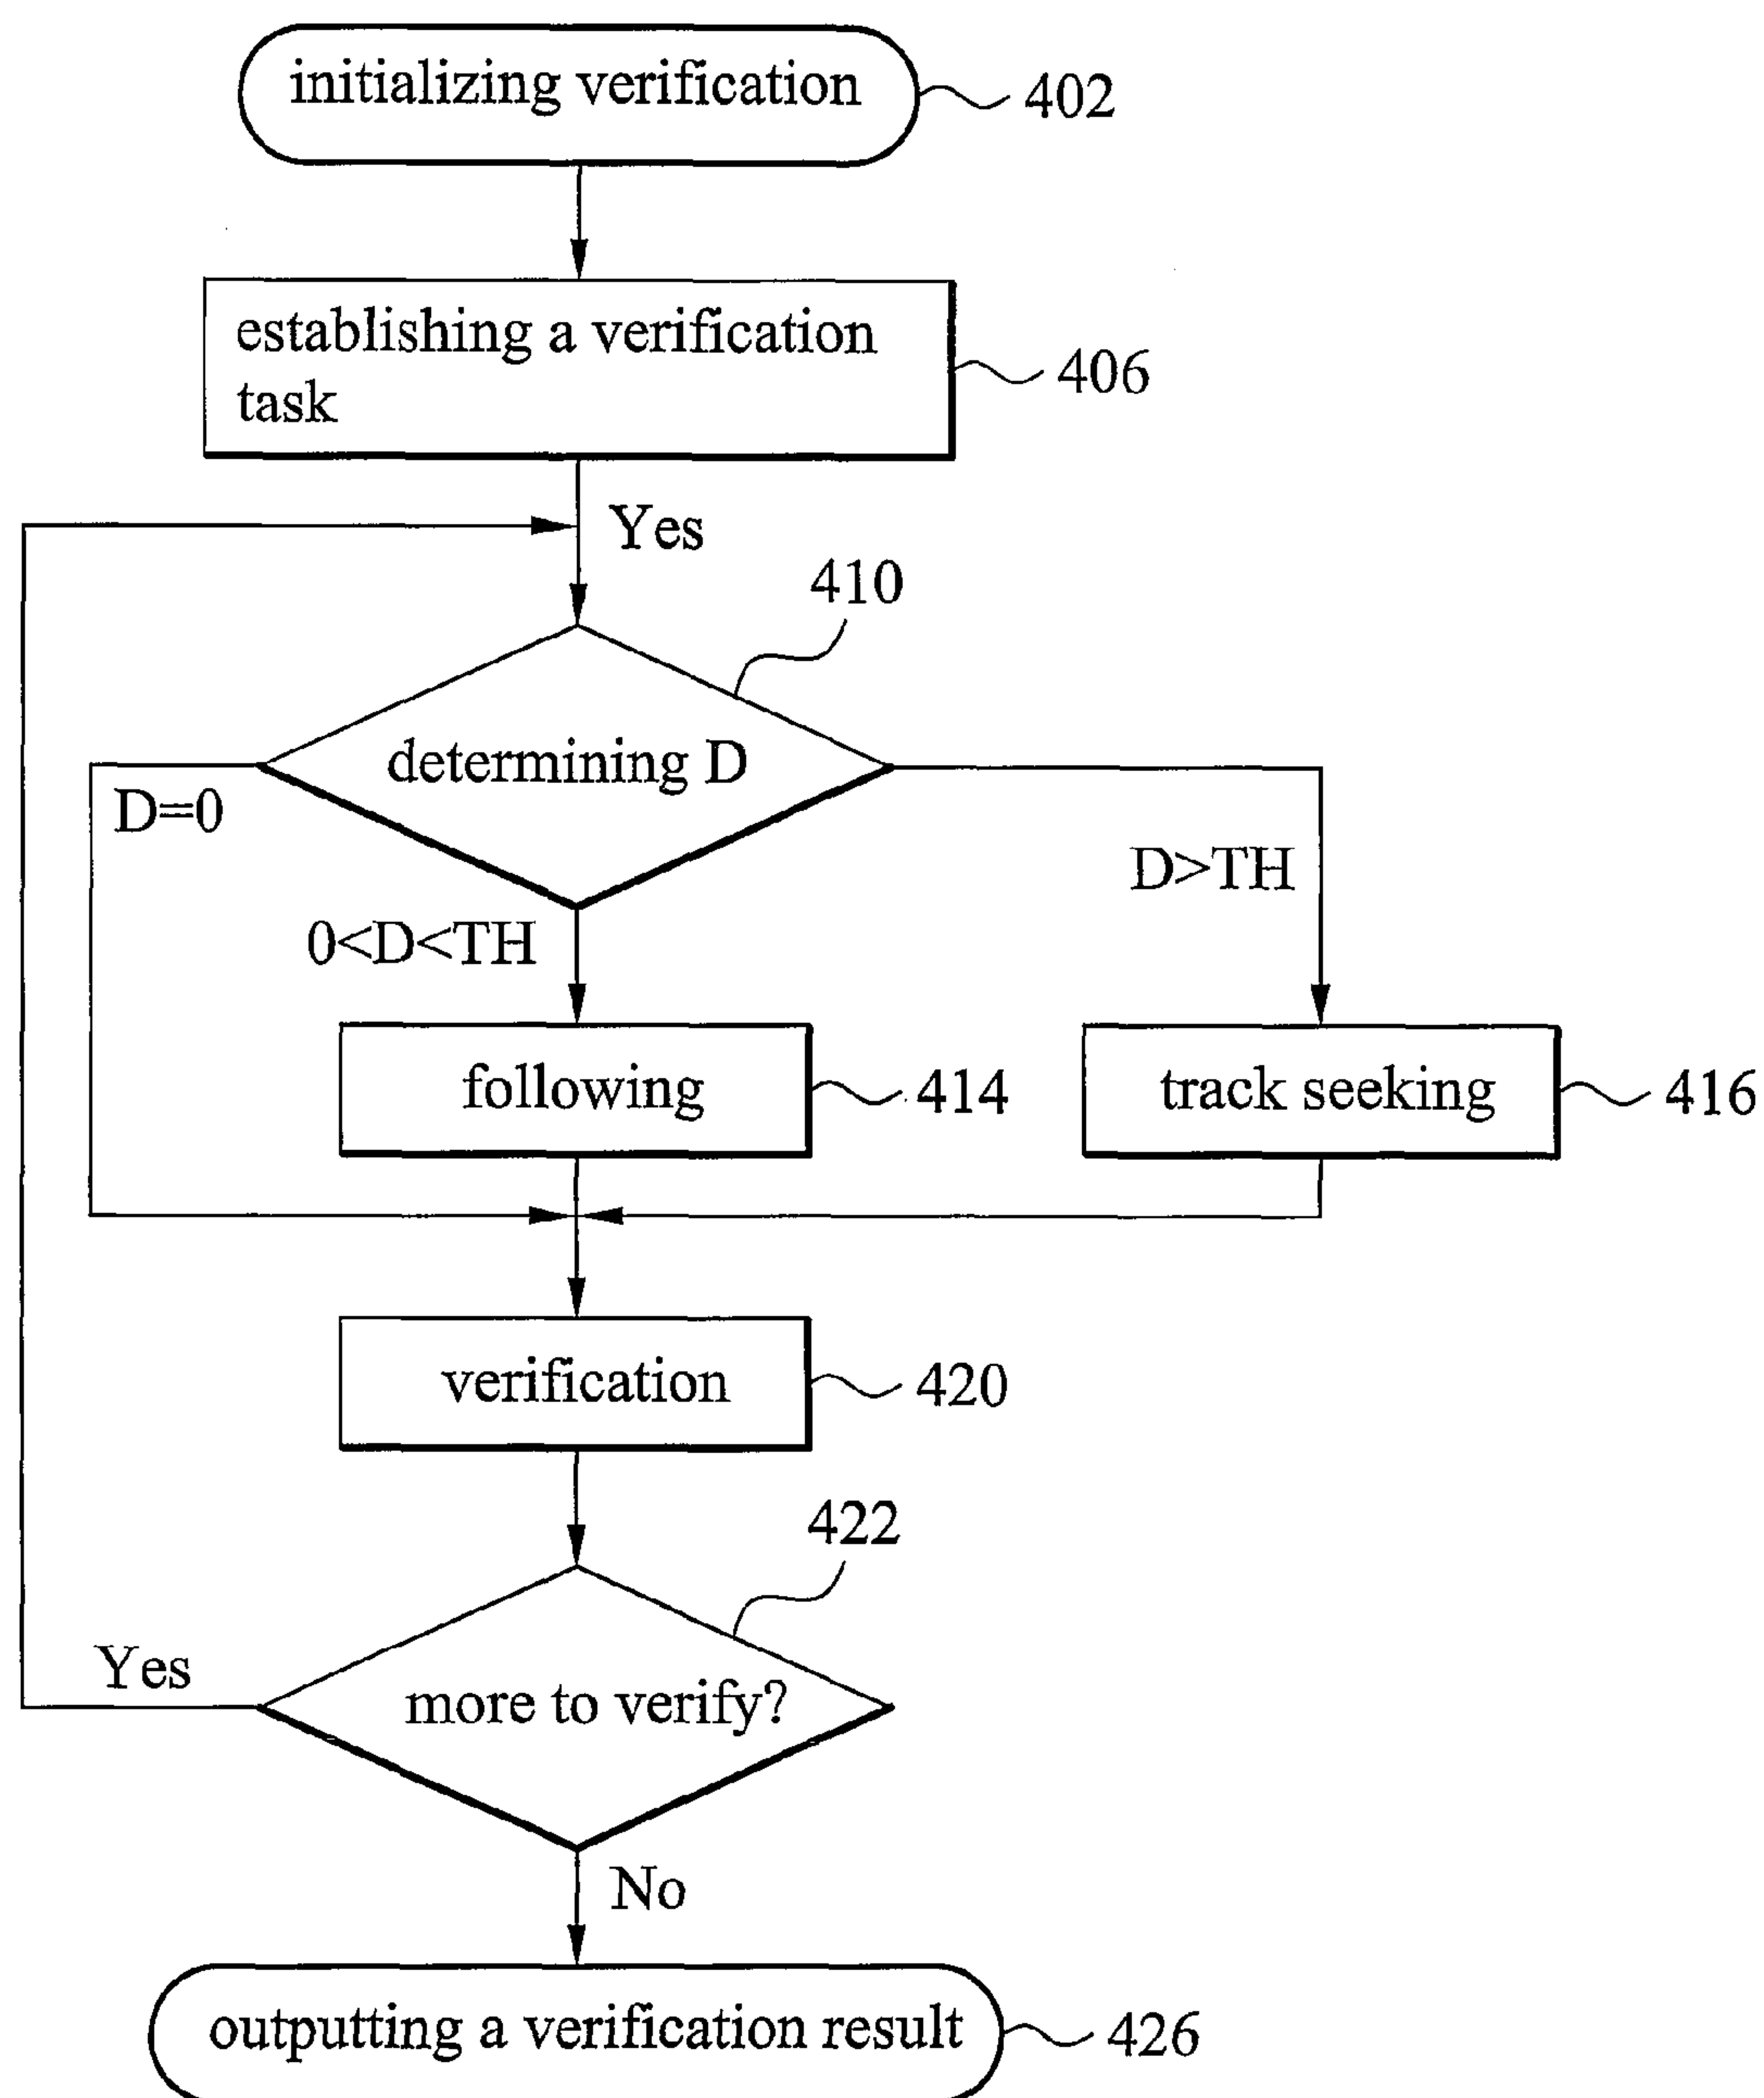 initializing verification
402
establishing a verification
task
406
Yes
410
determining D
D=0
D>TH
0<D<TH
following
414
track seeking
416
verification
420
422
Yes
more to verify?
No
outputting a verification result
426